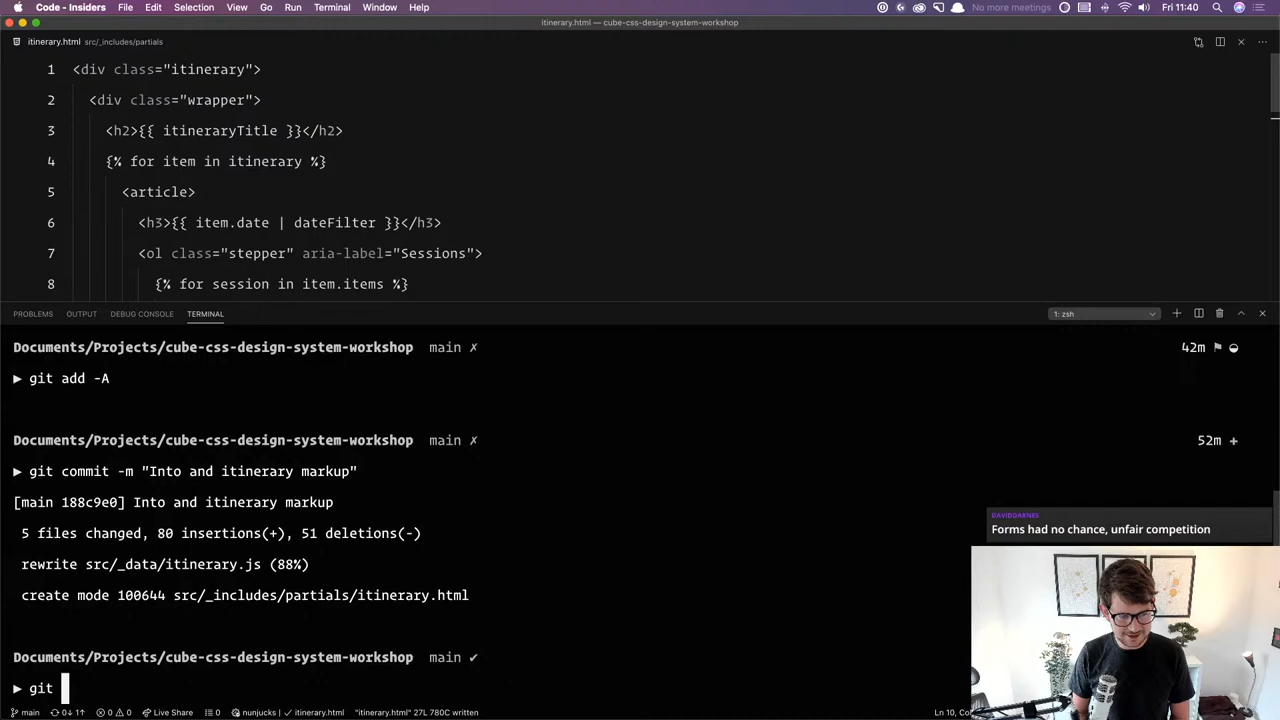 Code - Insiders File Edit Selection View Go Run Terminal Window Help No more meetings Fri 11:40
itinerary.html — cube-css-design-system-workshop
itinerary.html src/_includes/partials
1 <div class="itinerary">
2 <div class="wrapper">
3 <h2>{{ itineraryTitle }}</h2>
4 {% for item in itinerary %}
5 <article>
6 <h3>{{ item.date | dateFilter }}</h3>
7 <ol class="stepper" aria-label="Sessions">
8 {% for session in item.items %}
PROBLEMS OUTPUT DEBUG CONSOLE TERMINAL 1: zsh
Documents/Projects/cube-css-design-system-workshop main ✗ 42m ⚑ ◒
▶ git add -A
Documents/Projects/cube-css-design-system-workshop main ✗ 52m +
▶ git commit -m "Into and itinerary markup"
[main 188c9e0] Into and itinerary markup
5 files changed, 80 insertions(+), 51 deletions(-)
rewrite src/_data/itinerary.js (88%)
create mode 100644 src/_includes/partials/itinerary.html
DAVIDDARNES
Forms had no chance, unfair competition
Documents/Projects/cube-css-design-system-workshop main ✓
▶ git
main 0↓ 1↑ 0 0 Live Share 0 nunjucks ✓ itinerary.html "itinerary.html" 27L 780C written Ln 10,